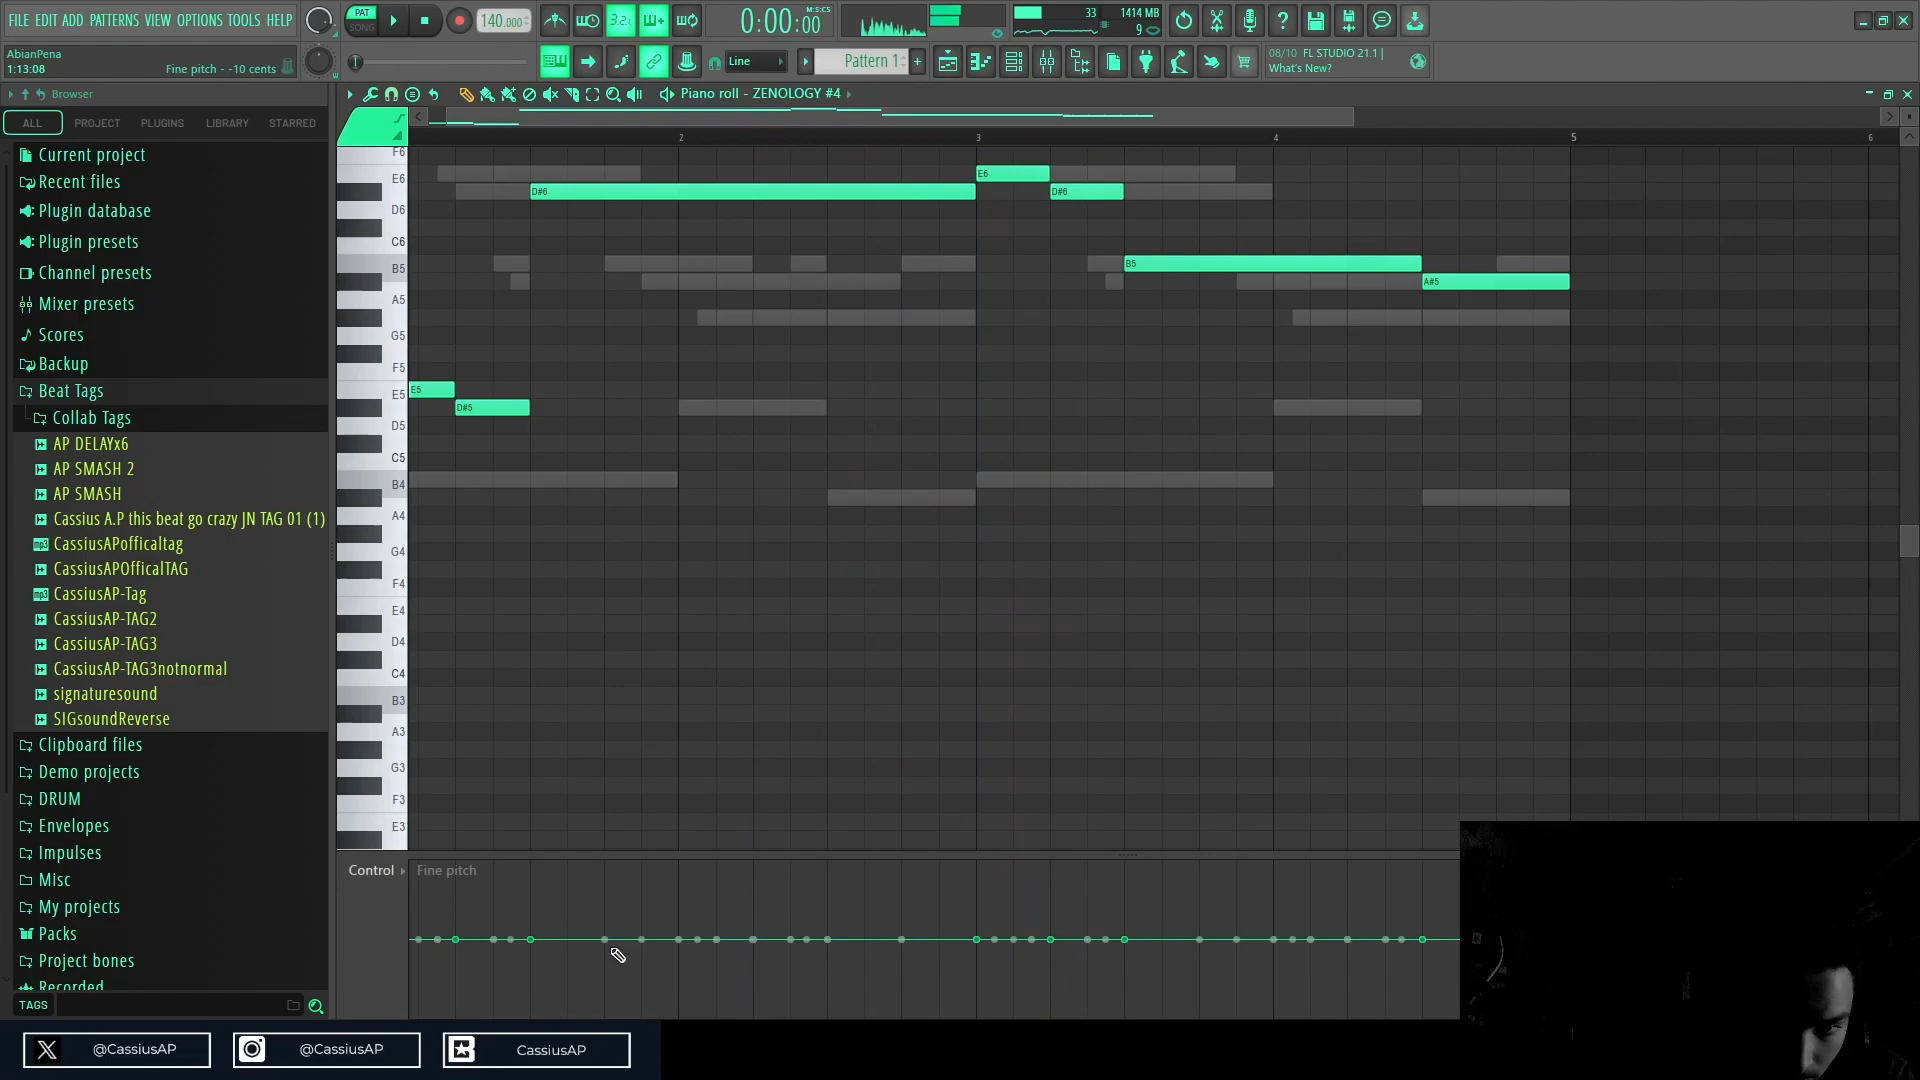 FILE EDIT ADD PATTERNS VIEW OPTIONS TOOLS HELP
PAT
SONG
140.000
3.2.
0:00:00
M:S:CS
33
1414 MB
9
AbianPena
1:13:08
Fine pitch - -10 cents
Line
Pattern 1
+
08/10 FL STUDIO 21.1 |
What's New?
Browser
Piano roll - ZENOLOGY #4
ALL
PROJECT
PLUGINS
LIBRARY
STARRED
Current project
Recent files
Plugin database
Plugin presets
Channel presets
Mixer presets
Scores
Backup
Beat Tags
Collab Tags
AP DELAYx6
AP SMASH 2
AP SMASH
Cassius A.P this beat go crazy JN TAG 01 (1)
CassiusAPofficaltag
CassiusAPOfficalTAG
CassiusAP-Tag
CassiusAP-TAG2
CassiusAP-TAG3
CassiusAP-TAG3notnormal
signaturesound
SIGsoundReverse
Clipboard files
Demo projects
DRUM
Envelopes
Impulses
Misc
My projects
Packs
Project bones
Recorded
TAGS
2
3
4
5
6
F6
E6
D6
C6
B5
A5
G5
F5
E5
D5
C5
B4
A4
G4
F4
E4
D4
C4
B3
A3
G3
F3
E3
E6
D#6
D#6
B5
A#5
E5
D#5
Control
Fine pitch
@CassiusAP
@CassiusAP
CassiusAP